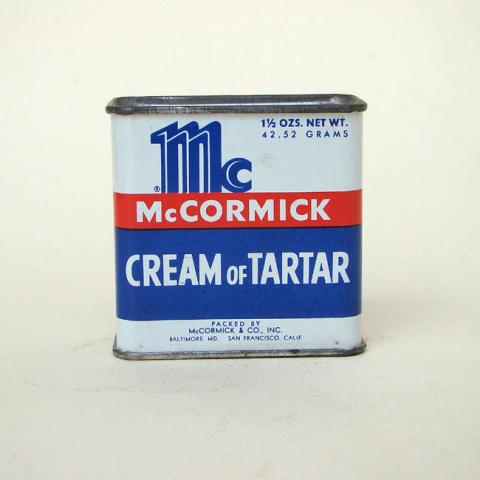 1½ OZS. NET WT.
42.52 GRAMS
Mc
®
McCORMICK
CREAM OF TARTAR
PACKED BY
McCORMICK & CO., INC.
BALTIMORE, MD. SAN FRANCISCO, CALIF.